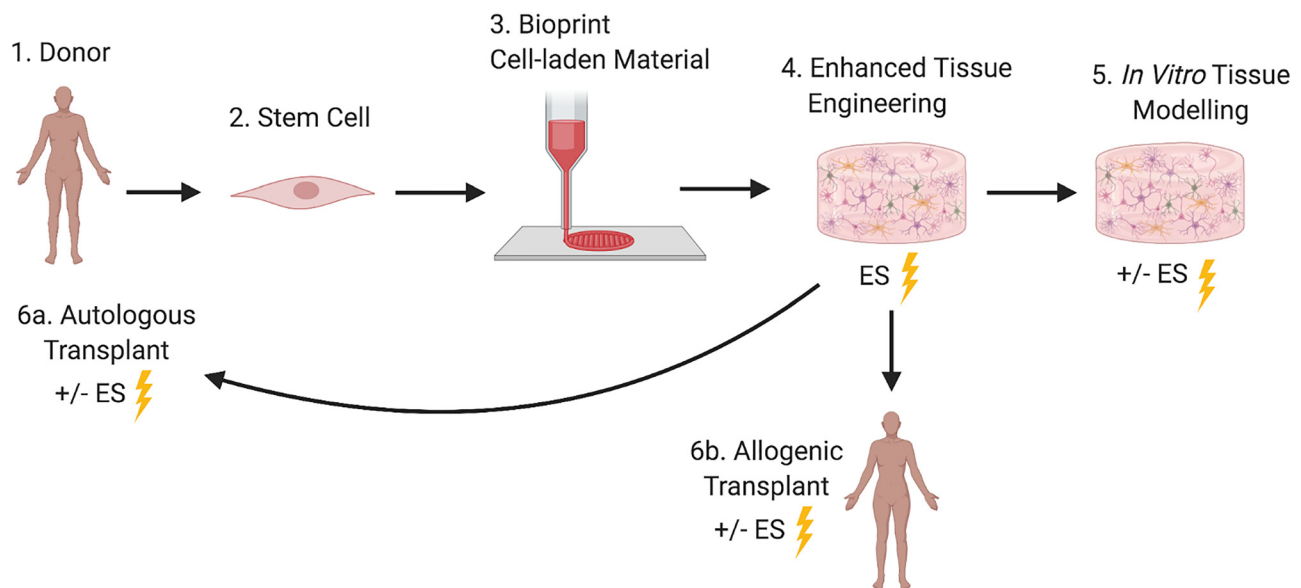 1. Donor
2. Stem Cell
3. Bioprint
Cell-laden Material
4. Enhanced Tissue
Engineering
ES
5. In Vitro Tissue
Modelling
+/- ES
6a. Autologous
Transplant
+/- ES
6b. Allogenic
Transplant
+/- ES